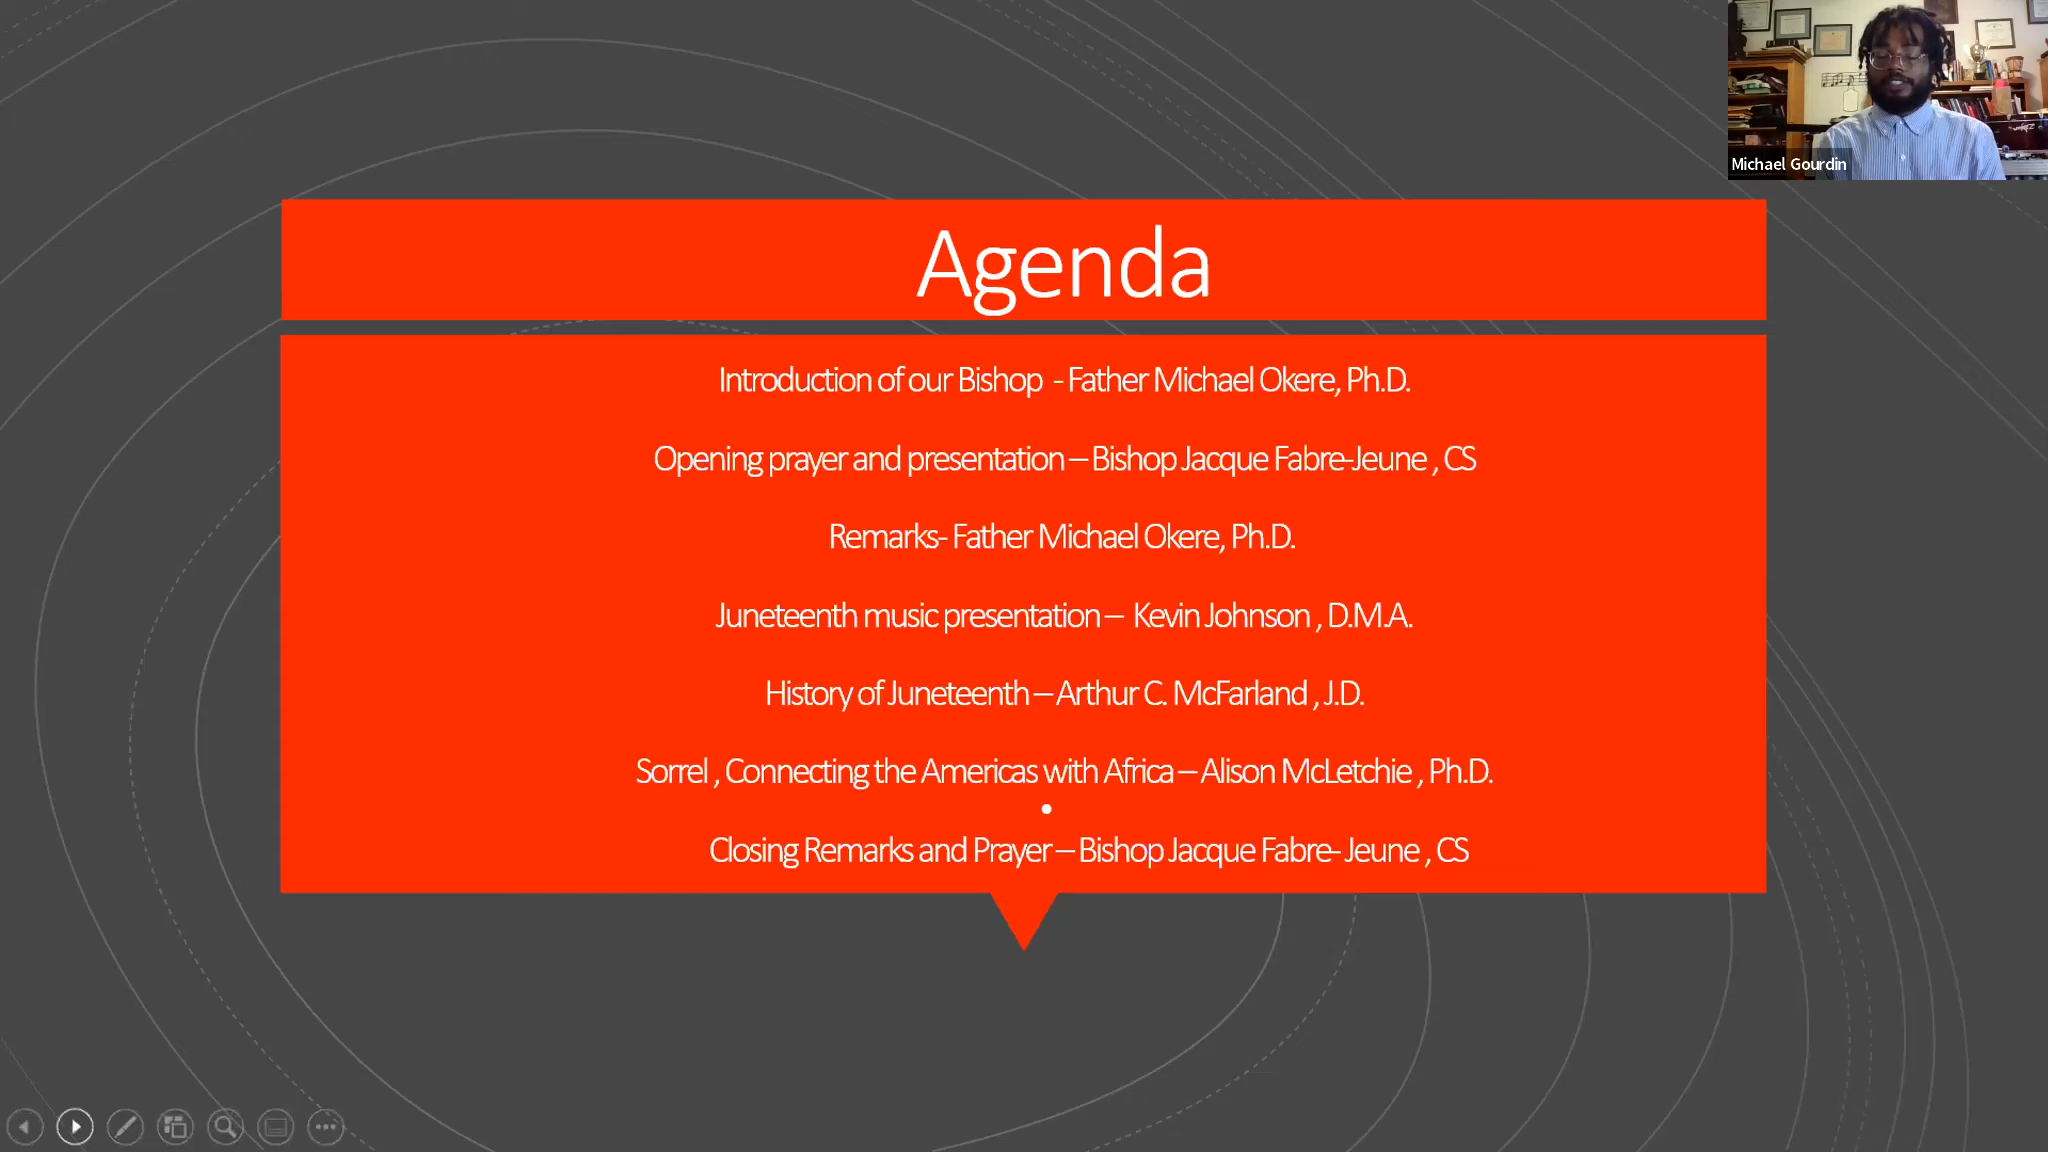 Michael Gourdin
Agenda
Introduction of our Bishop - Father Michael Okere, Ph.D.
Opening prayer and presentation – Bishop Jacque Fabre-Jeune , CS
Remarks- Father Michael Okere, Ph.D.
Juneteenth music presentation – Kevin Johnson , D.M.A.
History of Juneteenth – Arthur C. McFarland , J.D.
Sorrel , Connecting the Americas with Africa – Alison McLetchie , Ph.D.
Closing Remarks and Prayer – Bishop Jacque Fabre- Jeune , CS